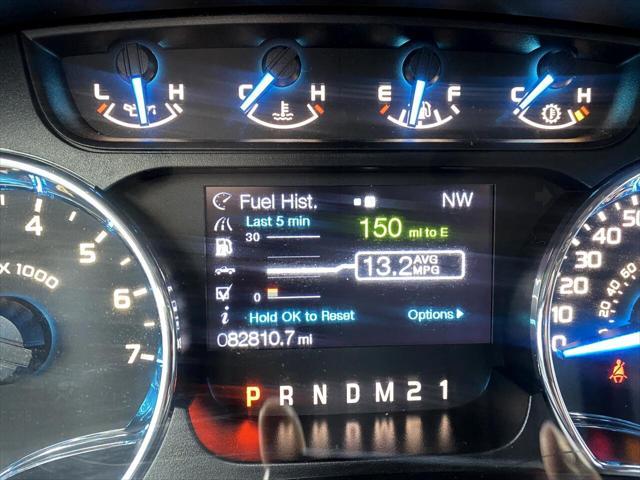 L H C H E F C H
Fuel Hist. NW
Last 5 min
30
150 mi to E
13.2 AVG MPG
0
Hold OK to Reset Options
082810.7 mi
P R N D M 2 1
4
5
6
7
X 1000
50
40
30
20
10
0